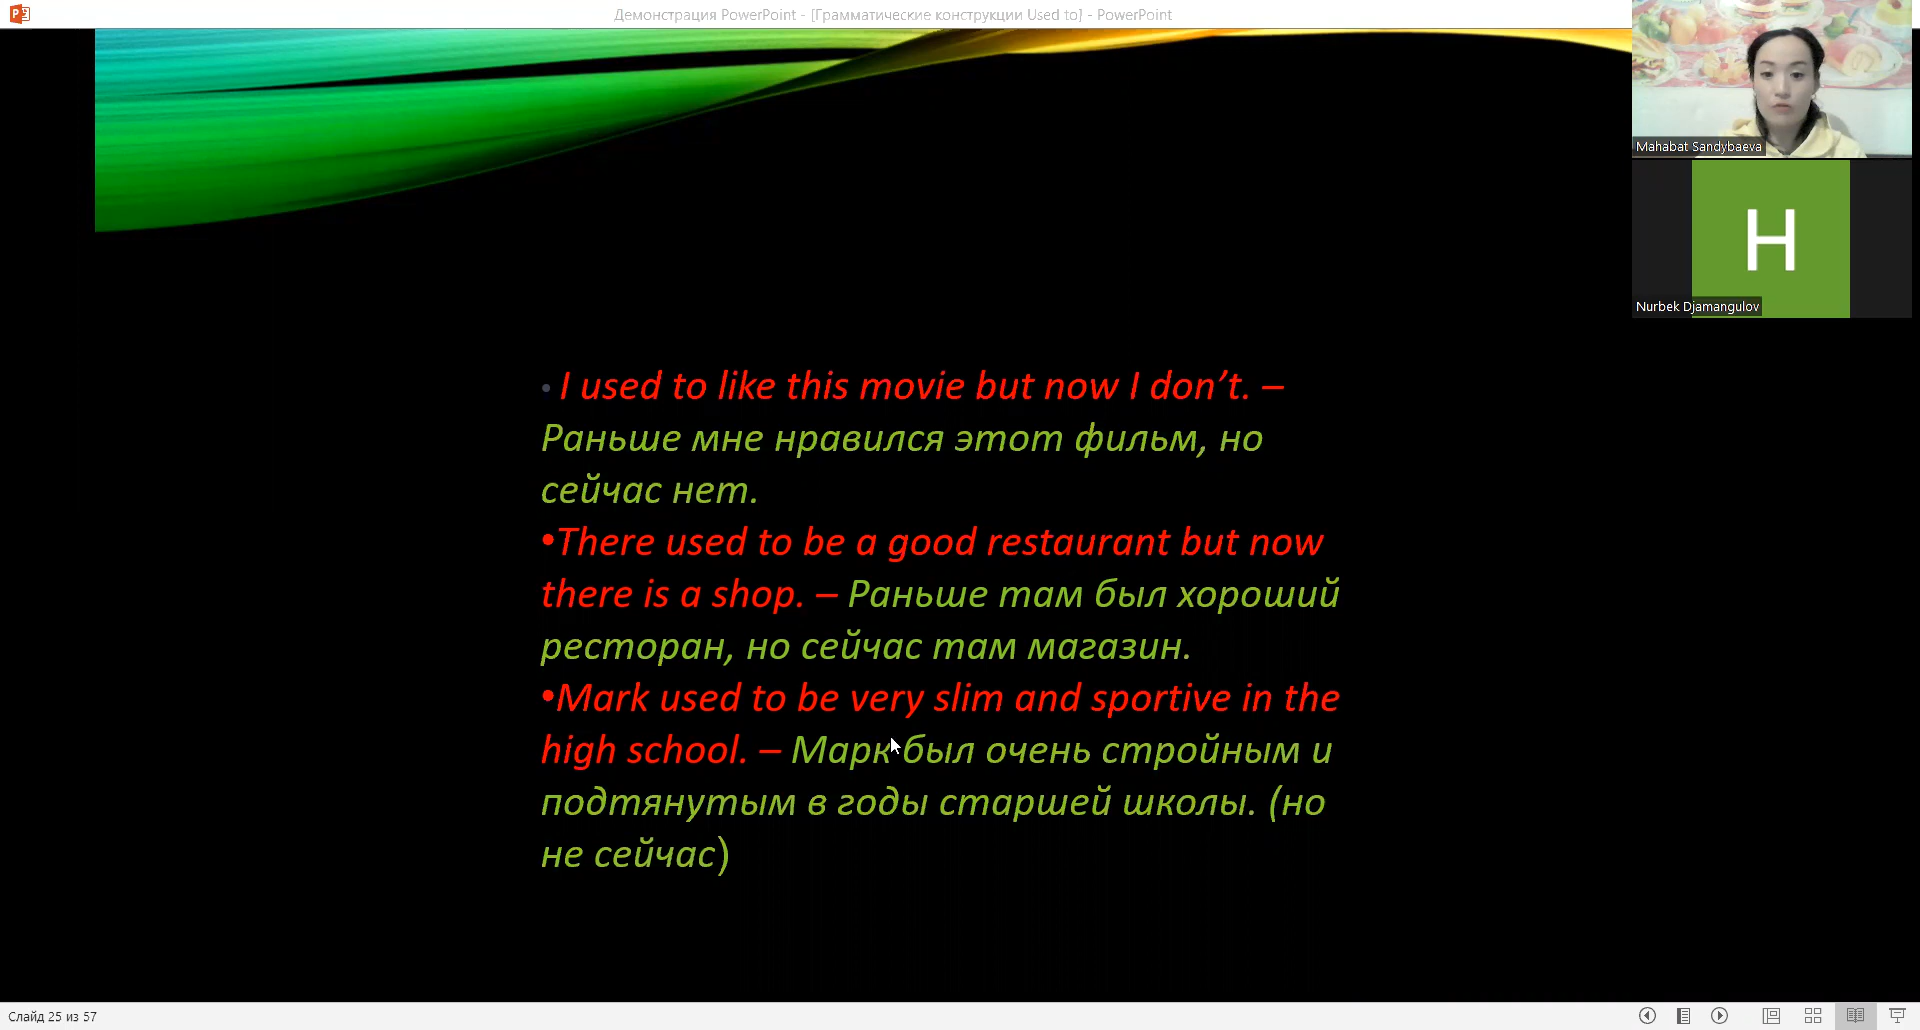 Демонстрация PowerPoint - [Грамматические конструкции Used to] - PowerPoint
Mahabat Sandybaeva
H
Nurbek Djamangulov
• I used to like this movie but now I don’t. –
Раньше мне нравился этот фильм, но
сейчас нет.
•There used to be a good restaurant but now
there is a shop. – Раньше там был хороший
ресторан, но сейчас там магазин.
•Mark used to be very slim and sportive in the
high school. – Марк был очень стройным и
подтянутым в годы старшей школы. (но
не сейчас)
Слайд 25 из 57